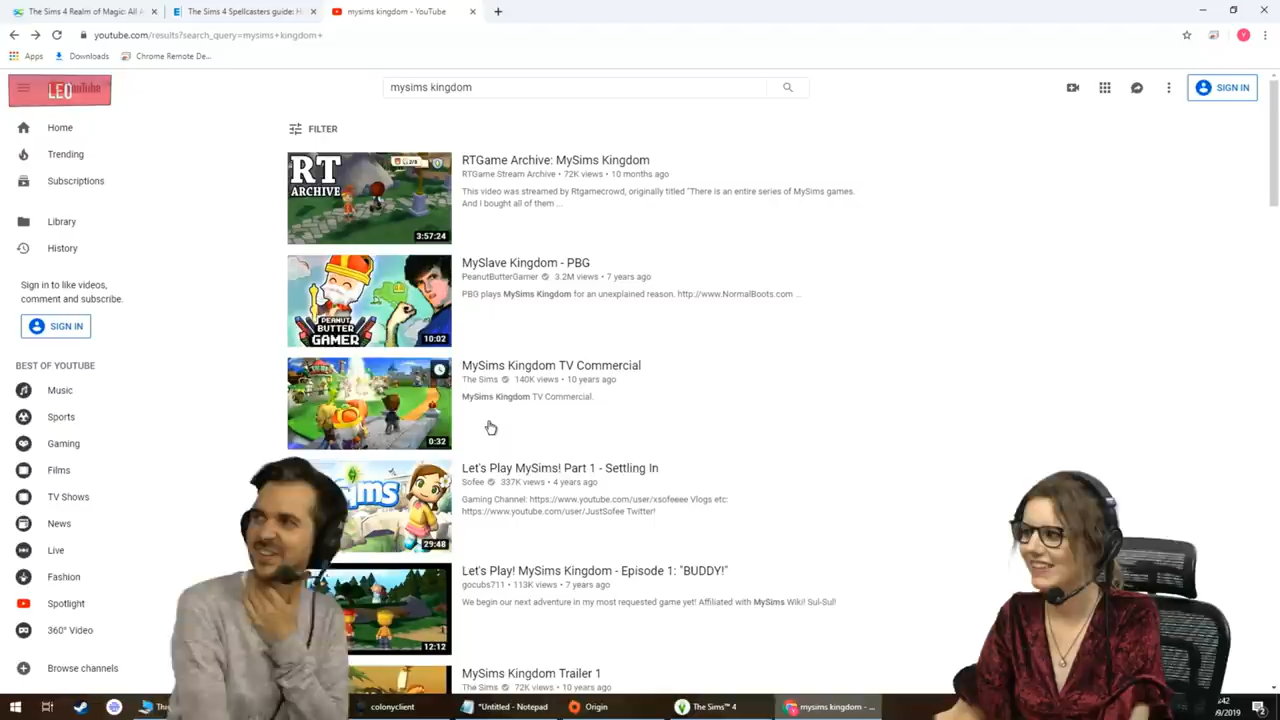 The Sims 4 Realm of Magic: All
The Sims 4 Spellcasters guide: H
mysims kingdom - YouTube
youtube.com/results?search_query=mysims+kingdom+
Apps
Downloads
Chrome Remote De...
LEO
mysims kingdom
SIGN IN
Home
Trending
Subscriptions
Library
History
Sign in to like videos,
comment and subscribe.
SIGN IN
BEST OF YOUTUBE
Music
Sports
Gaming
Films
TV Shows
News
Live
Fashion
Spotlight
360° Video
Browse channels
FILTER
RT
ARCHIVE
3:57:24
RTGame Archive: MySims Kingdom
RTGame Stream Archive • 72K views • 10 months ago
This video was streamed by Rtgamecrowd, originally titled "There is an entire series of MySims games.
And I bought all of them ...
PEANUT
BUTTER
GAMER
10:02
MySlave Kingdom - PBG
PeanutButterGamer 3.2M views • 7 years ago
PBG plays MySims Kingdom for an unexplained reason. http://www.NormalBoots.com ...
0:32
MySims Kingdom TV Commercial
The Sims 140K views • 10 years ago
MySims Kingdom TV Commercial.
29:48
Let's Play MySims! Part 1 - Settling In
Sofee 337K views • 4 years ago
Gaming Channel: https://www.youtube.com/user/xsofeeee Vlogs etc:
https://www.youtube.com/user/JustSofee Twitter!
12:12
Let's Play! MySims Kingdom - Episode 1: "BUDDY!"
gocubs711 • 113K views • 7 years ago
We begin our next adventure in my most requested game yet! Affiliated with MySims Wiki! Sul-Sul!
MySims Kingdom Trailer 1
The Sims 72K views • 10 years ago
colonyclient
*Untitled - Notepad
Origin
The Sims™ 4
mysims kingdom - ...
:42
/9/2019